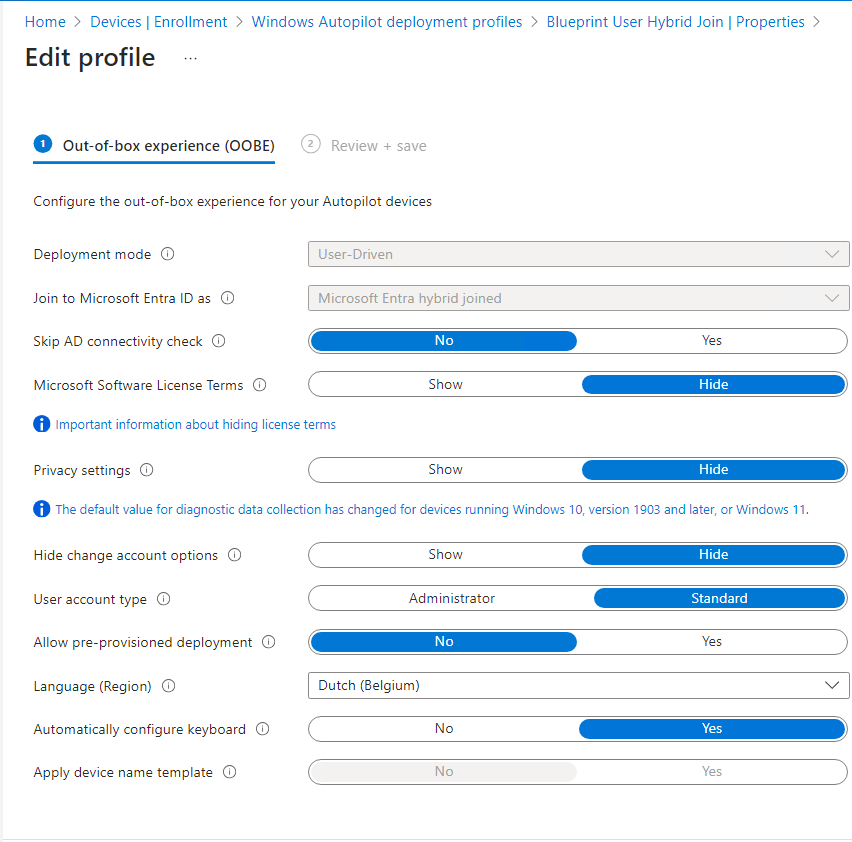 Home > Devices | Enrollment > Windows Autopilot deployment profiles > Blueprint User Hybrid Join | Properties >
Edit profile ...
1 Out-of-box experience (OOBE) 2 Review + save
Configure the out-of-box experience for your Autopilot devices
Deployment mode User-Driven
Join to Microsoft Entra ID as Microsoft Entra hybrid joined
Skip AD connectivity check No Yes
Microsoft Software License Terms Show Hide
Important information about hiding license terms
Privacy settings Show Hide
The default value for diagnostic data collection has changed for devices running Windows 10, version 1903 and later, or Windows 11.
Hide change account options Show Hide
User account type Administrator Standard
Allow pre-provisioned deployment No Yes
Language (Region) Dutch (Belgium)
Automatically configure keyboard No Yes
Apply device name template No Yes